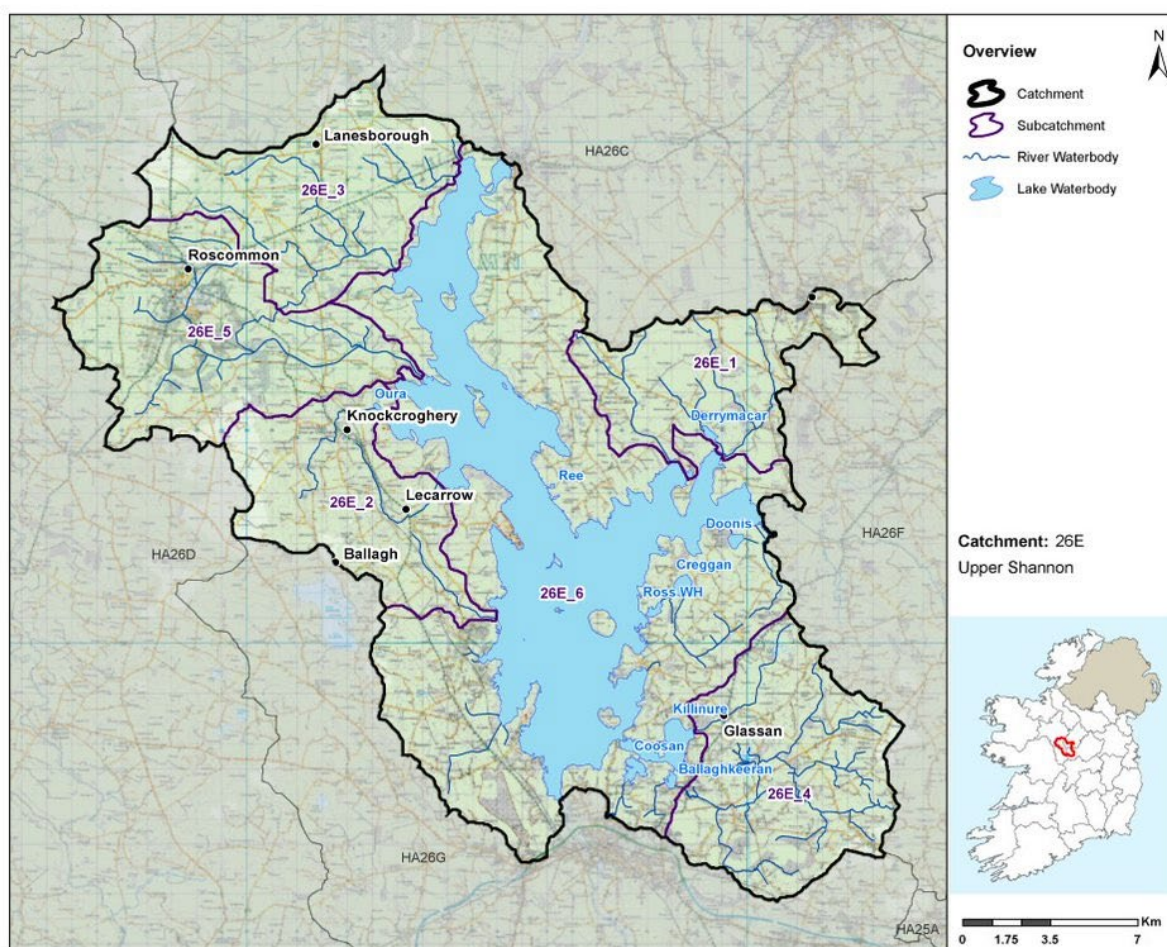 Lanesborough
HA26C
26E_3
Roscommon
26E_5
26E_1
Oura
Derrymacar
Knockcroghery
Ree
26E_2
Lecarrow
Doonis
HA26D
Ballagh
HA26F
Creggan
26E_6
Ross WH
Killinure
Glassan
Coosan
Ballaghkeeran
26E_4
HA26G
HA25A
Overview
N
Catchment
Subcatchment
River Waterbody
Lake Waterbody
Catchment: 26E
Upper Shannon
Km
0 1.75 3.5 7